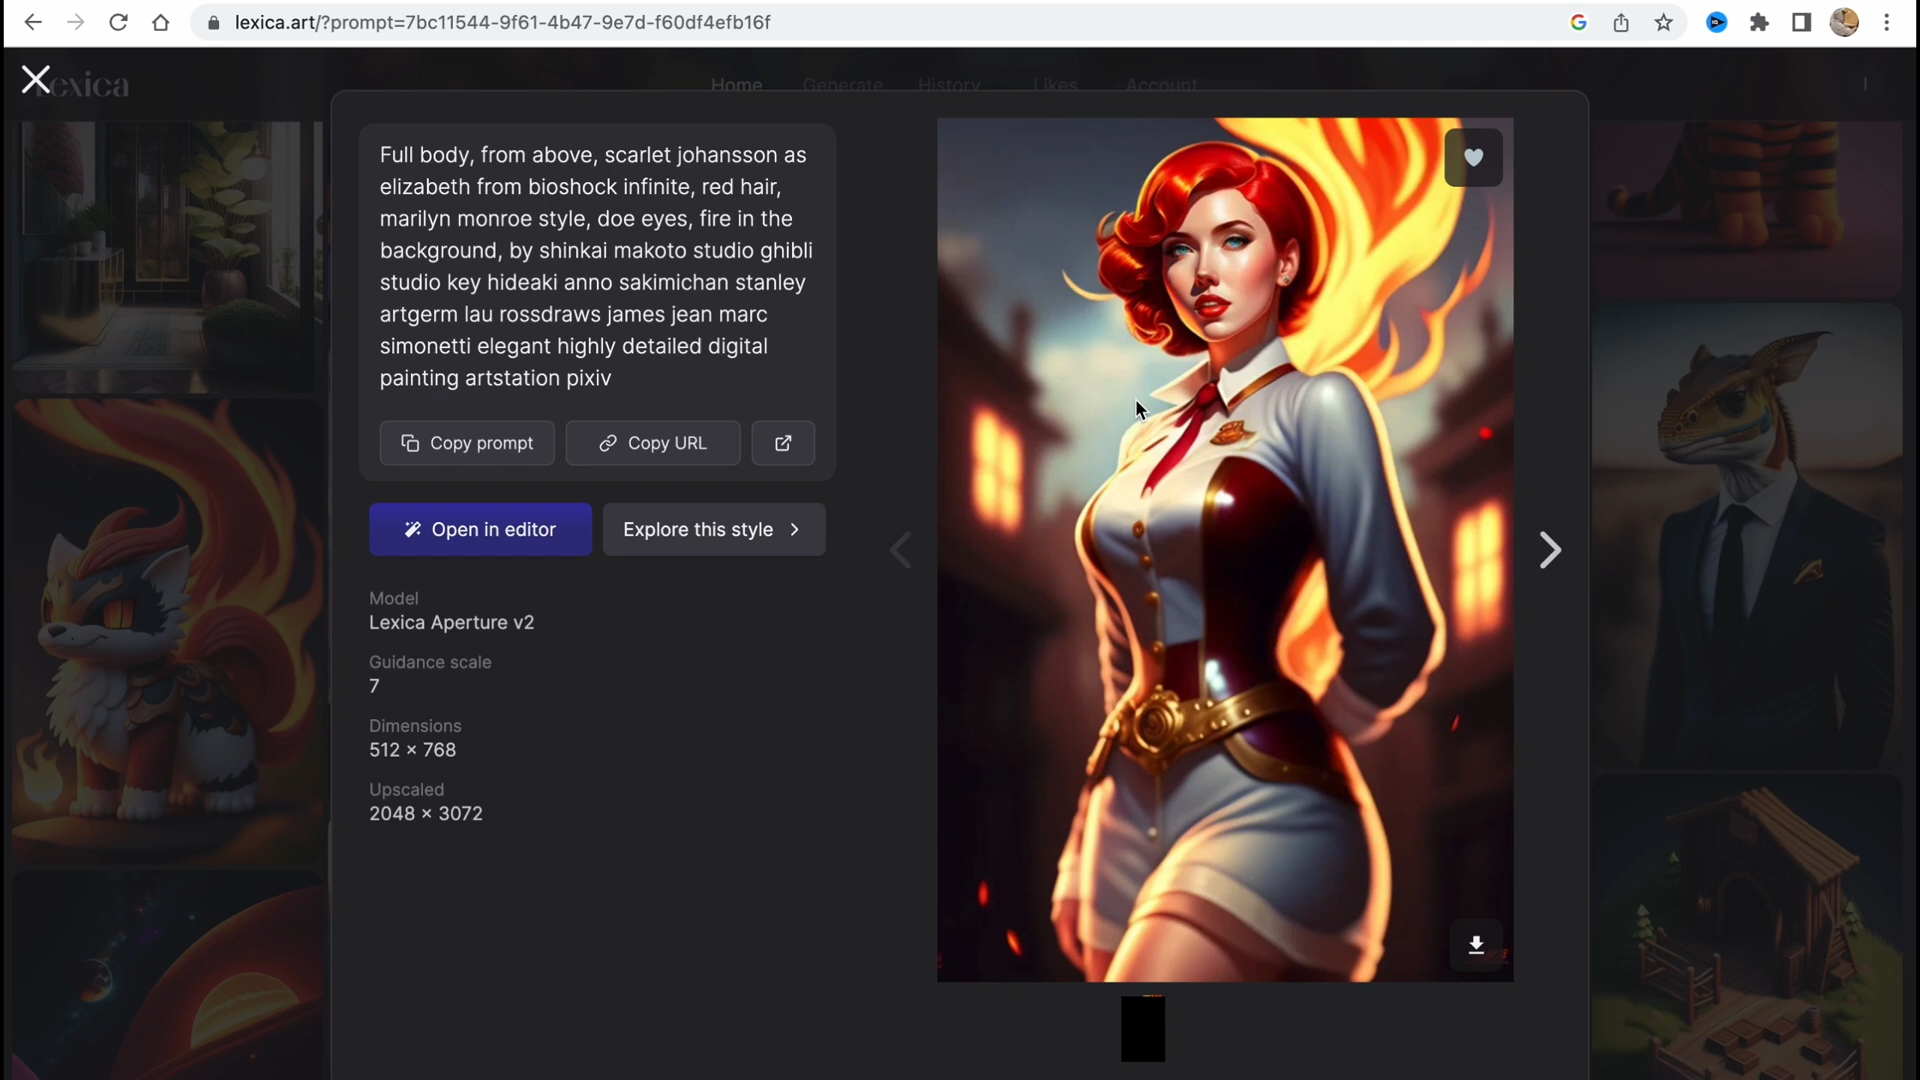 lexica.art/?prompt=7bc11544-9f61-4b47-9e7d-f60df4efb16f
Lexica
Home Generate History Likes Account
Full body, from above, scarlet johansson as
elizabeth from bioshock infinite, red hair,
marilyn monroe style, doe eyes, fire in the
background, by shinkai makoto studio ghibli
studio key hideaki anno sakimichan stanley
artgerm lau rossdraws james jean marc
simonetti elegant highly detailed digital
painting artstation pixiv
Copy prompt Copy URL
Open in editor Explore this style
Model
Lexica Aperture v2
Guidance scale
7
Dimensions
512 × 768
Upscaled
2048 × 3072